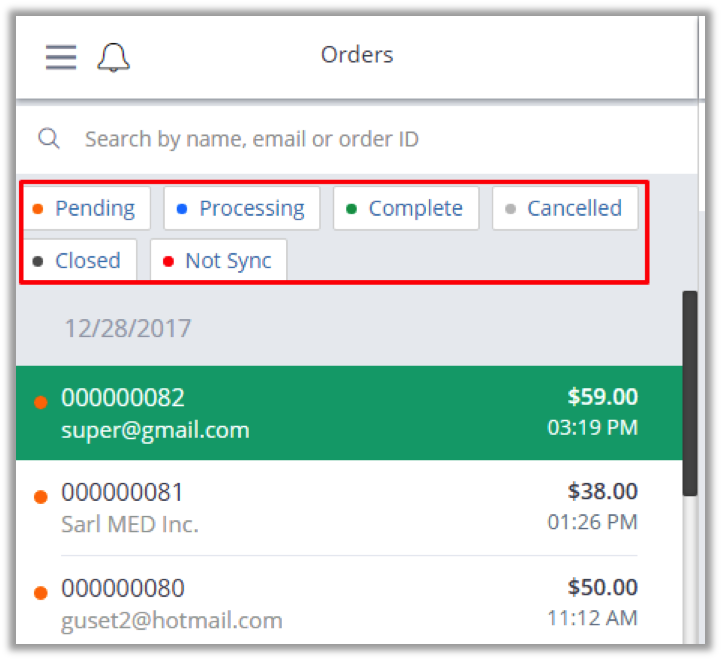 Orders
Search by name, email or order ID
Pending Processing Complete Cancelled
Closed Not Sync
12/28/2017
000000082 $59.00
super@gmail.com 03:19 PM
000000081 $38.00
Sarl MED Inc. 01:26 PM
000000080 $50.00
guset2@hotmail.com 11:12 AM